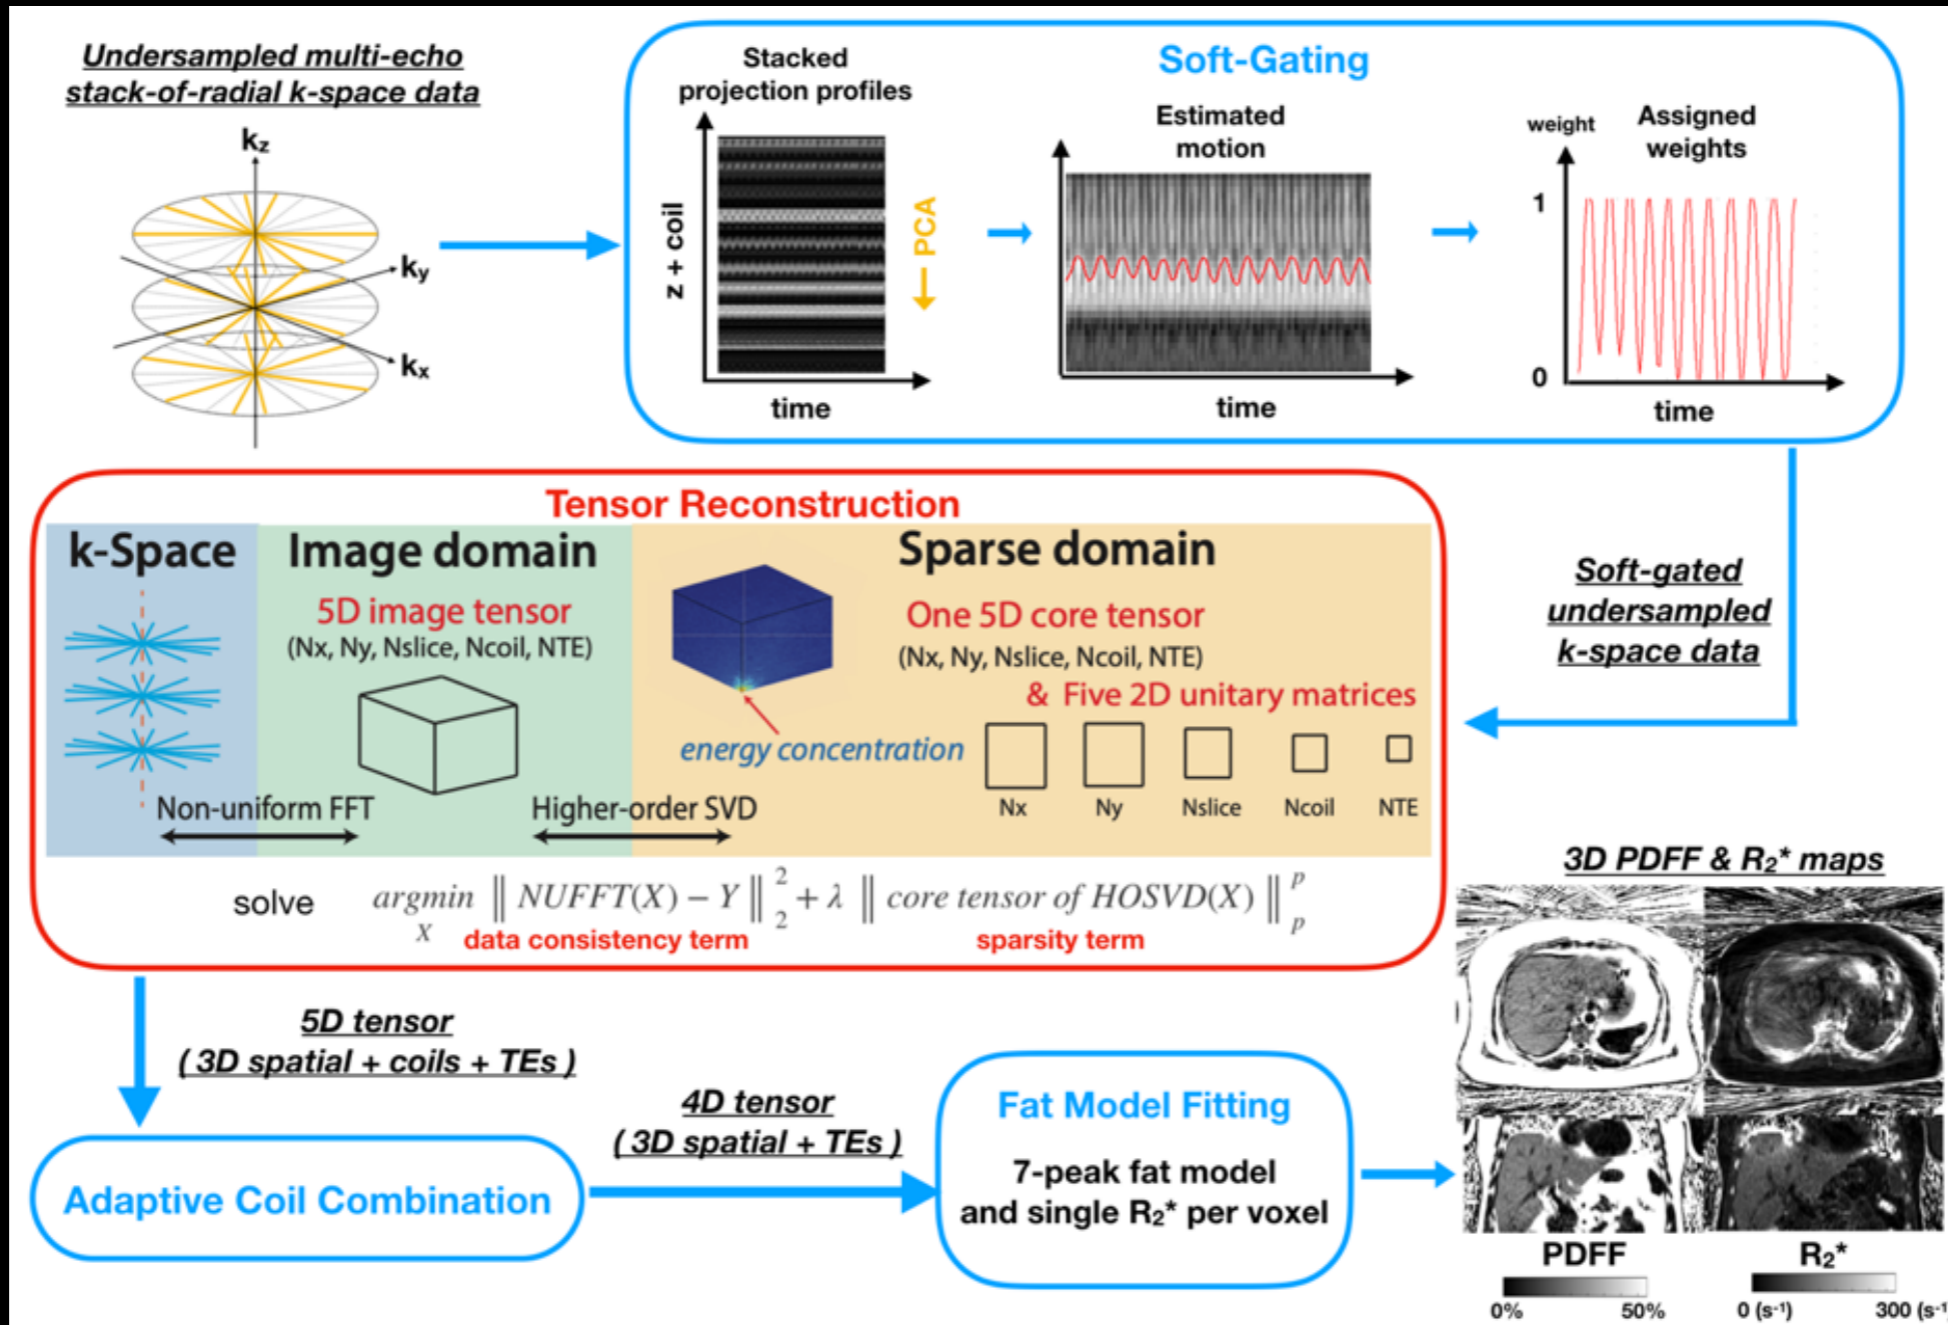 Undersampled multi-echo
stack-of-radial k-space data
kz
ky
kx
Soft-Gating
Stacked
projection profiles
z + coil
time
PCA
Estimated
motion
time
weight
Assigned
weights
1
0
time
Soft-gated
undersampled
k-space data
Tensor Reconstruction
k-Space
Image domain
5D image tensor
(Nx, Ny, Nslice, Ncoil, NTE)
Sparse domain
One 5D core tensor
(Nx, Ny, Nslice, Ncoil, NTE)
& Five 2D unitary matrices
energy concentration
Nx Ny Nslice Ncoil NTE
Non-uniform FFT
Higher-order SVD
solve argmin X ‖ NUFFT(X) − Y ‖ 2 2 + λ ‖ core tensor of HOSVD(X) ‖ p p
data consistency term
sparsity term
5D tensor
( 3D spatial + coils + TEs )
Adaptive Coil Combination
4D tensor
( 3D spatial + TEs )
Fat Model Fitting
7-peak fat model
and single R₂* per voxel
3D PDFF & R₂* maps
PDFF
0% 50%
R₂*
0 (s⁻¹) 300 (s⁻¹